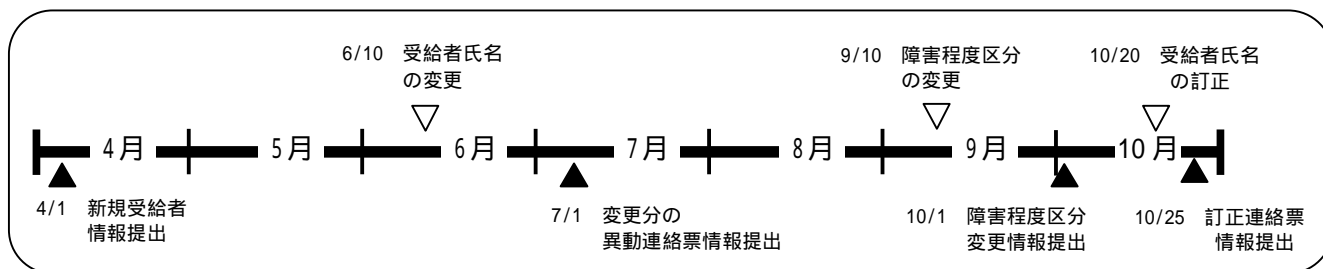 6/10 受給者氏名
の変更
9/10 障害程度区分
の変更
10/20 受給者氏名
の訂正
4月 5月 6月 7月 8月 9月 10月
4/1 新規受給者
情報提出
7/1 変更分の
異動連絡票情報提出
10/1 障害程度区分
変更情報提出
10/25 訂正連絡票
情報提出